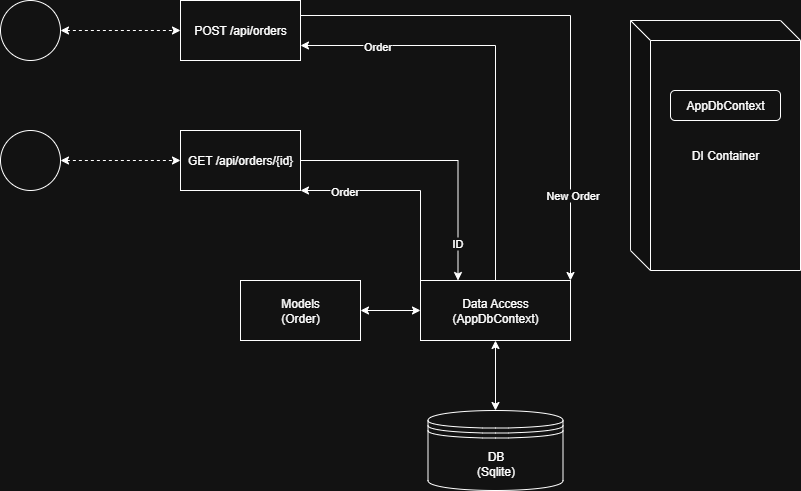 POST /api/orders
Order
AppDbContext
DI Container
GET /api/orders/{id}
Order
New Order
ID
Models
(Order)
Data Access
(AppDbContext)
DB
(Sqlite)